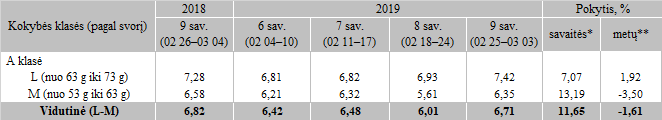 Kokybės klasės (pagal svorį) 2018 2019 Pokytis, %
9 sav. (02 26–03 04) 6 sav. (02 04–10) 7 sav. (02 11–17) 8 sav. (02 18–24) 9 sav. (02 25–03 03) savaitės* metų**
A klasė
L (nuo 63 g iki 73 g) 7,28 6,81 6,82 6,93 7,42 7,07 1,92
M (nuo 53 g iki 63 g) 6,58 6,21 6,32 5,61 6,35 13,19 -3,50
Vidutinė (L-M) 6,82 6,42 6,48 6,01 6,71 11,65 -1,61